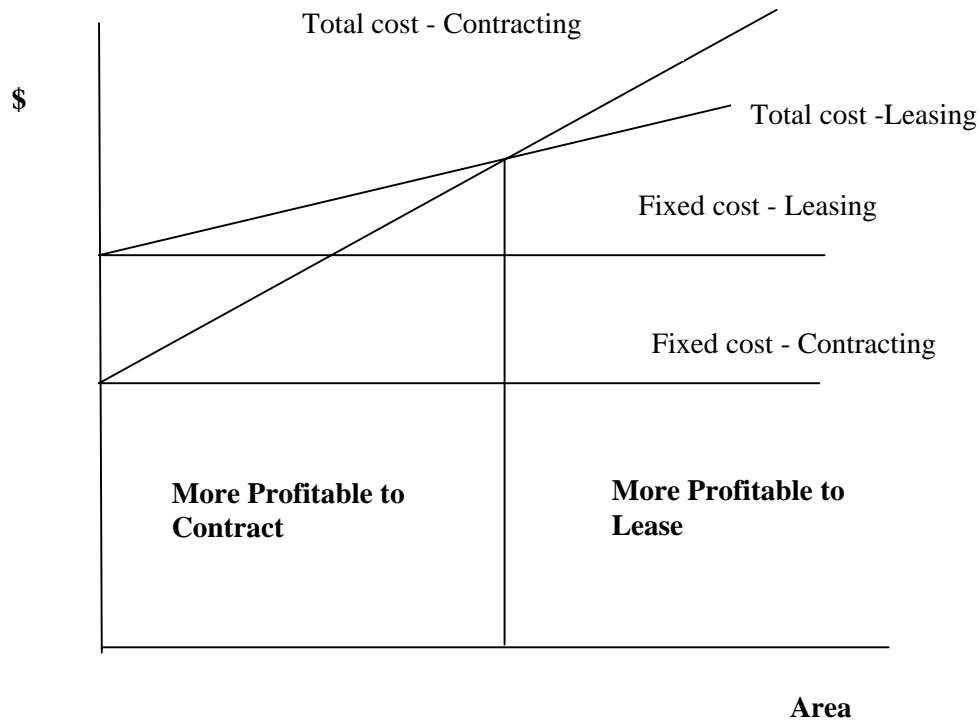 Total cost - Contracting
$
Total cost -Leasing
Fixed cost - Leasing
Fixed cost - Contracting
More Profitable to
Contract
More Profitable to
Lease
Area